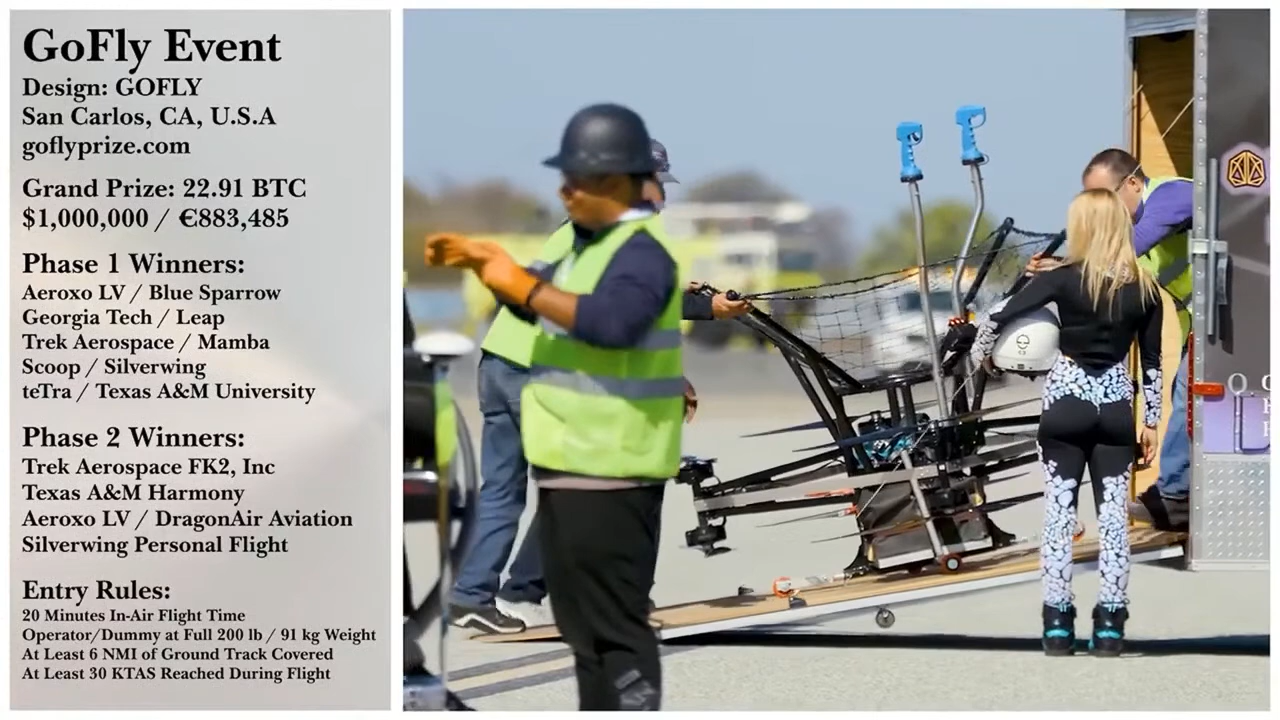 GoFly Event
Design: GOFLY
San Carlos, CA, U.S.A
goflyprize.com
Grand Prize: 22.91 BTC
$1,000,000 / €883,485
Phase 1 Winners:
Aeroxo LV / Blue Sparrow
Georgia Tech / Leap
Trek Aerospace / Mamba
Scoop / Silverwing
teTra / Texas A&M University
Phase 2 Winners:
Trek Aerospace FK2, Inc
Texas A&M Harmony
Aeroxo LV / DragonAir Aviation
Silverwing Personal Flight
Entry Rules:
20 Minutes In-Air Flight Time
Operator/Dummy at Full 200 lb / 91 kg Weight
At Least 6 NMI of Ground Track Covered
At Least 30 KTAS Reached During Flight